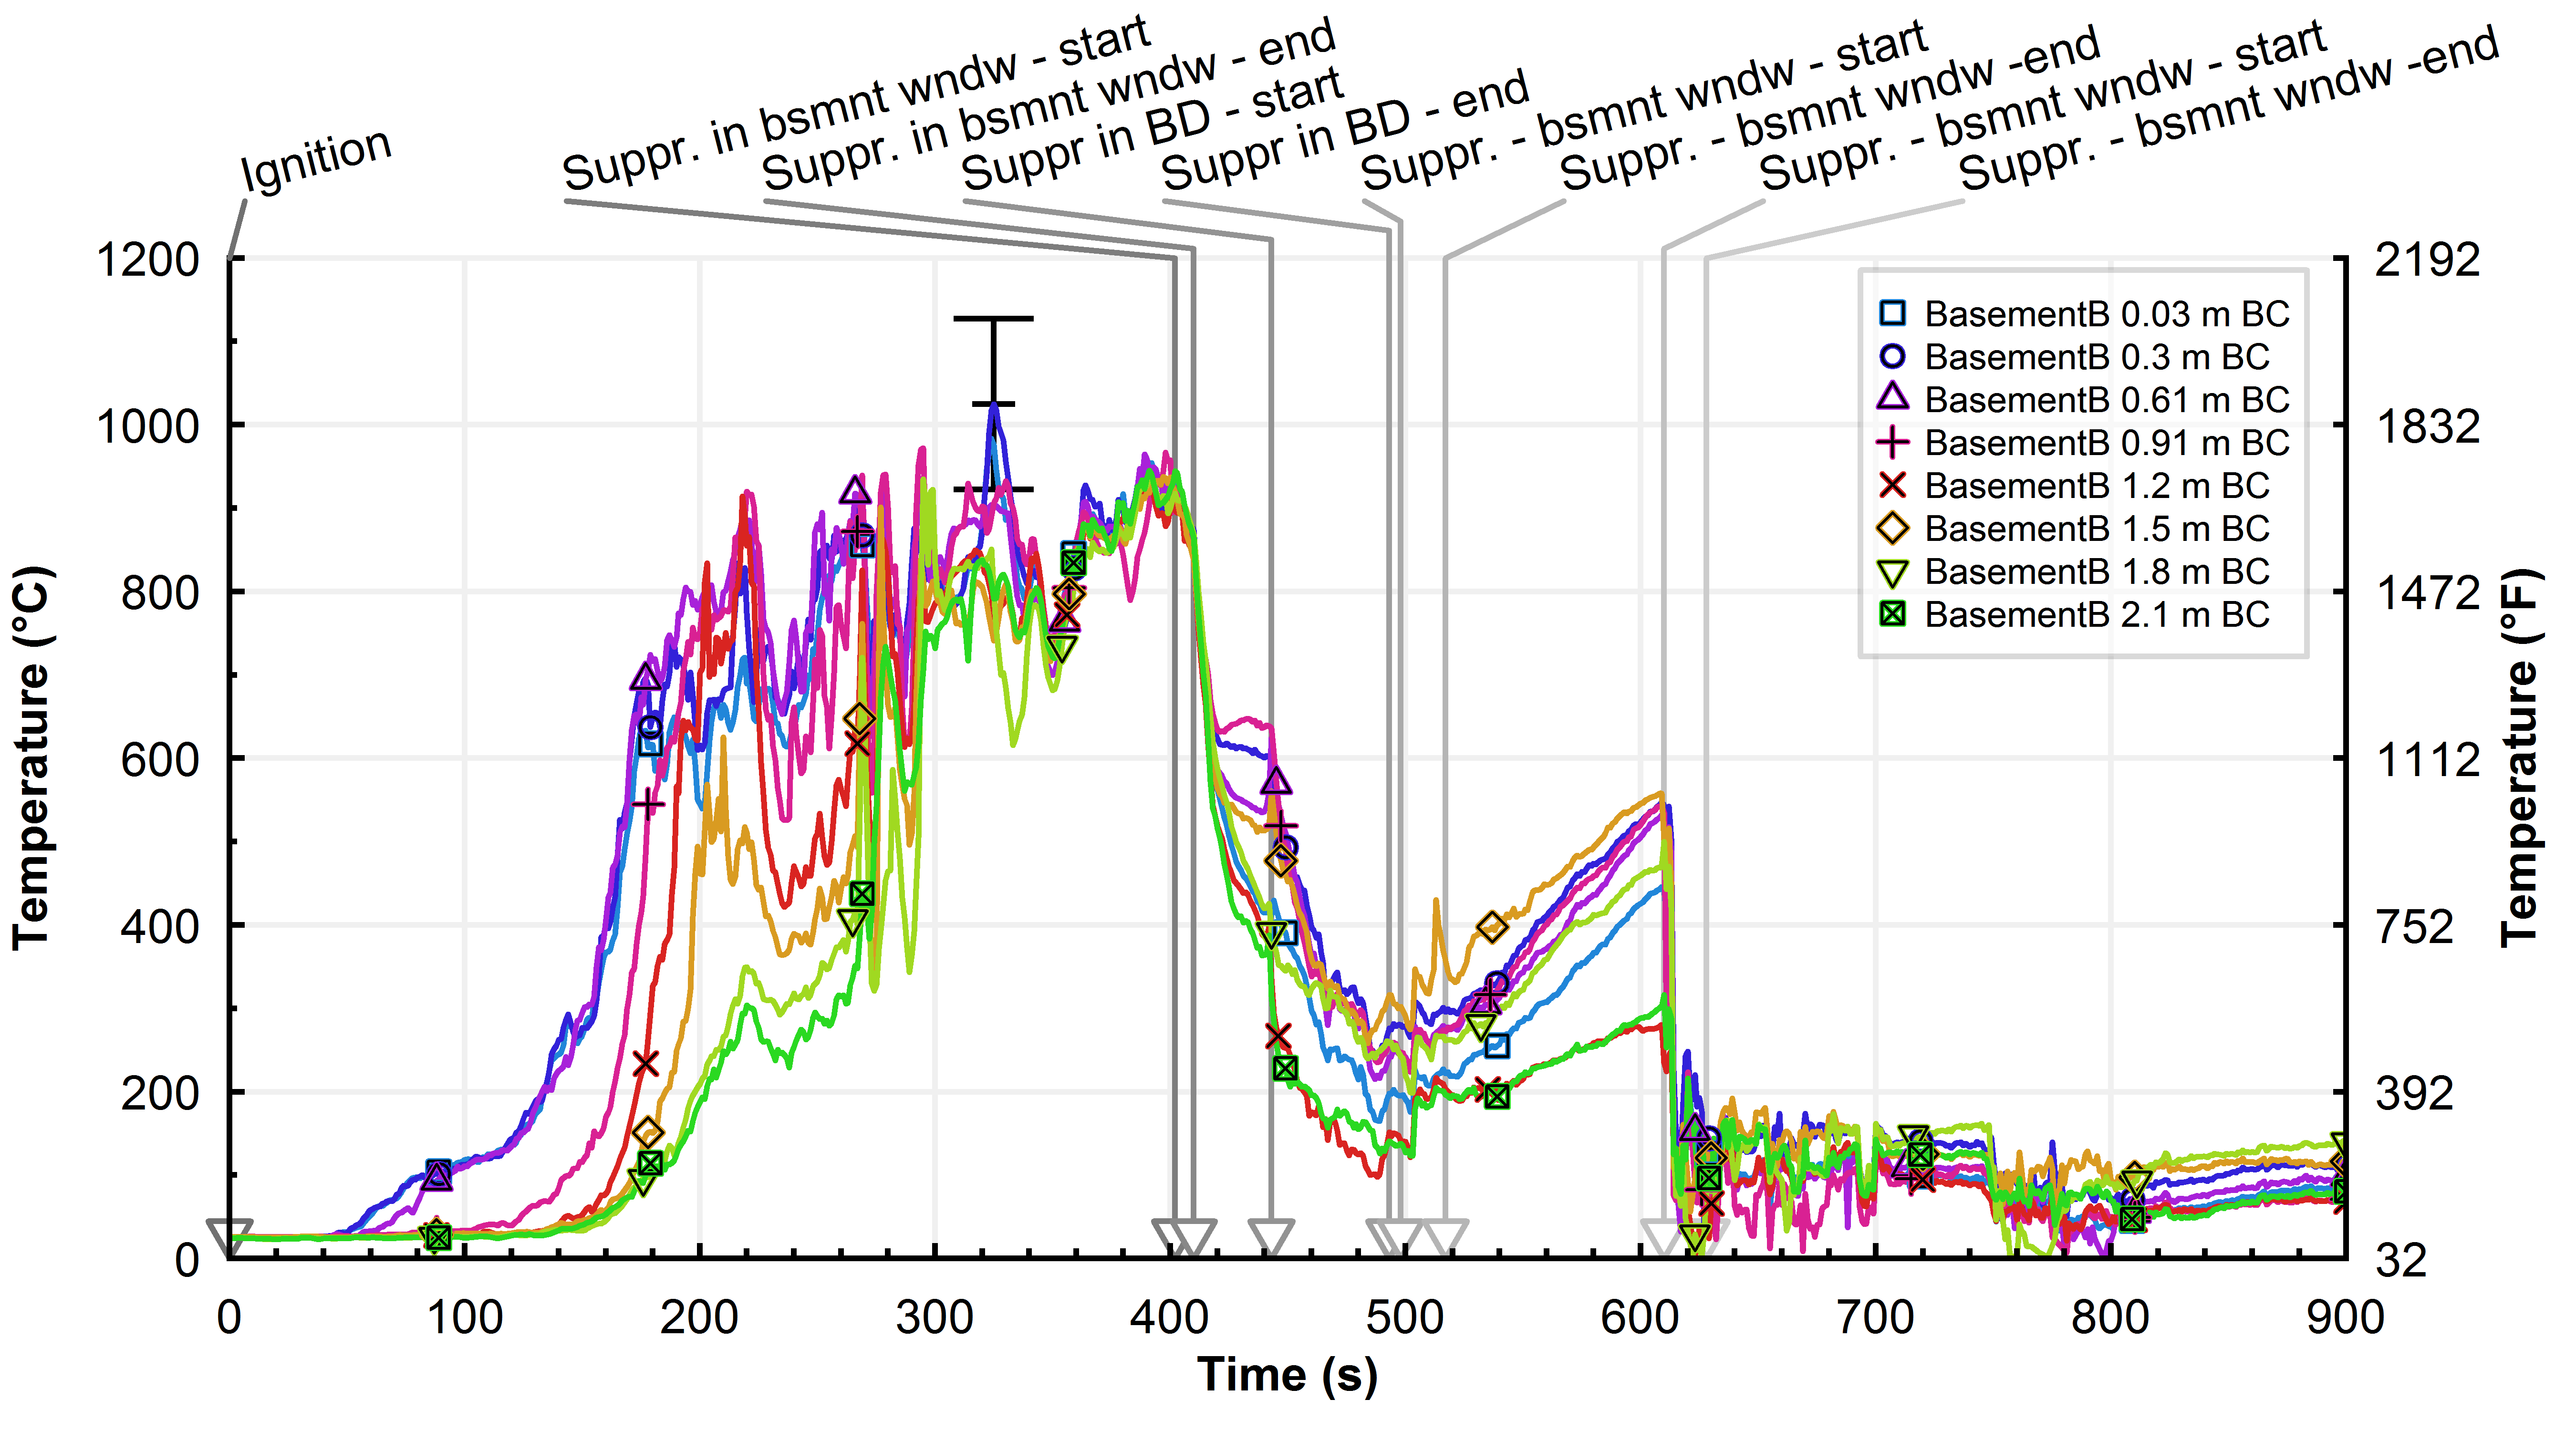 Ignition
Suppr. in bsmnt wndw - start
Suppr. in bsmnt wndw - end
Suppr in BD - start
Suppr in BD - end
Suppr. - bsmnt wndw - start
Suppr. - bsmnt wndw -end
Suppr. - bsmnt wndw - start
Suppr. - bsmnt wndw -end
1200
1000
800
600
400
200
0
Temperature (°C)
2192
1832
1472
1112
752
392
32
Temperature (°F)
BasementB 0.03 m BC
BasementB 0.3 m BC
BasementB 0.61 m BC
BasementB 0.91 m BC
BasementB 1.2 m BC
BasementB 1.5 m BC
BasementB 1.8 m BC
BasementB 2.1 m BC
0 100 200 300 400 500 600 700 800 900
Time (s)